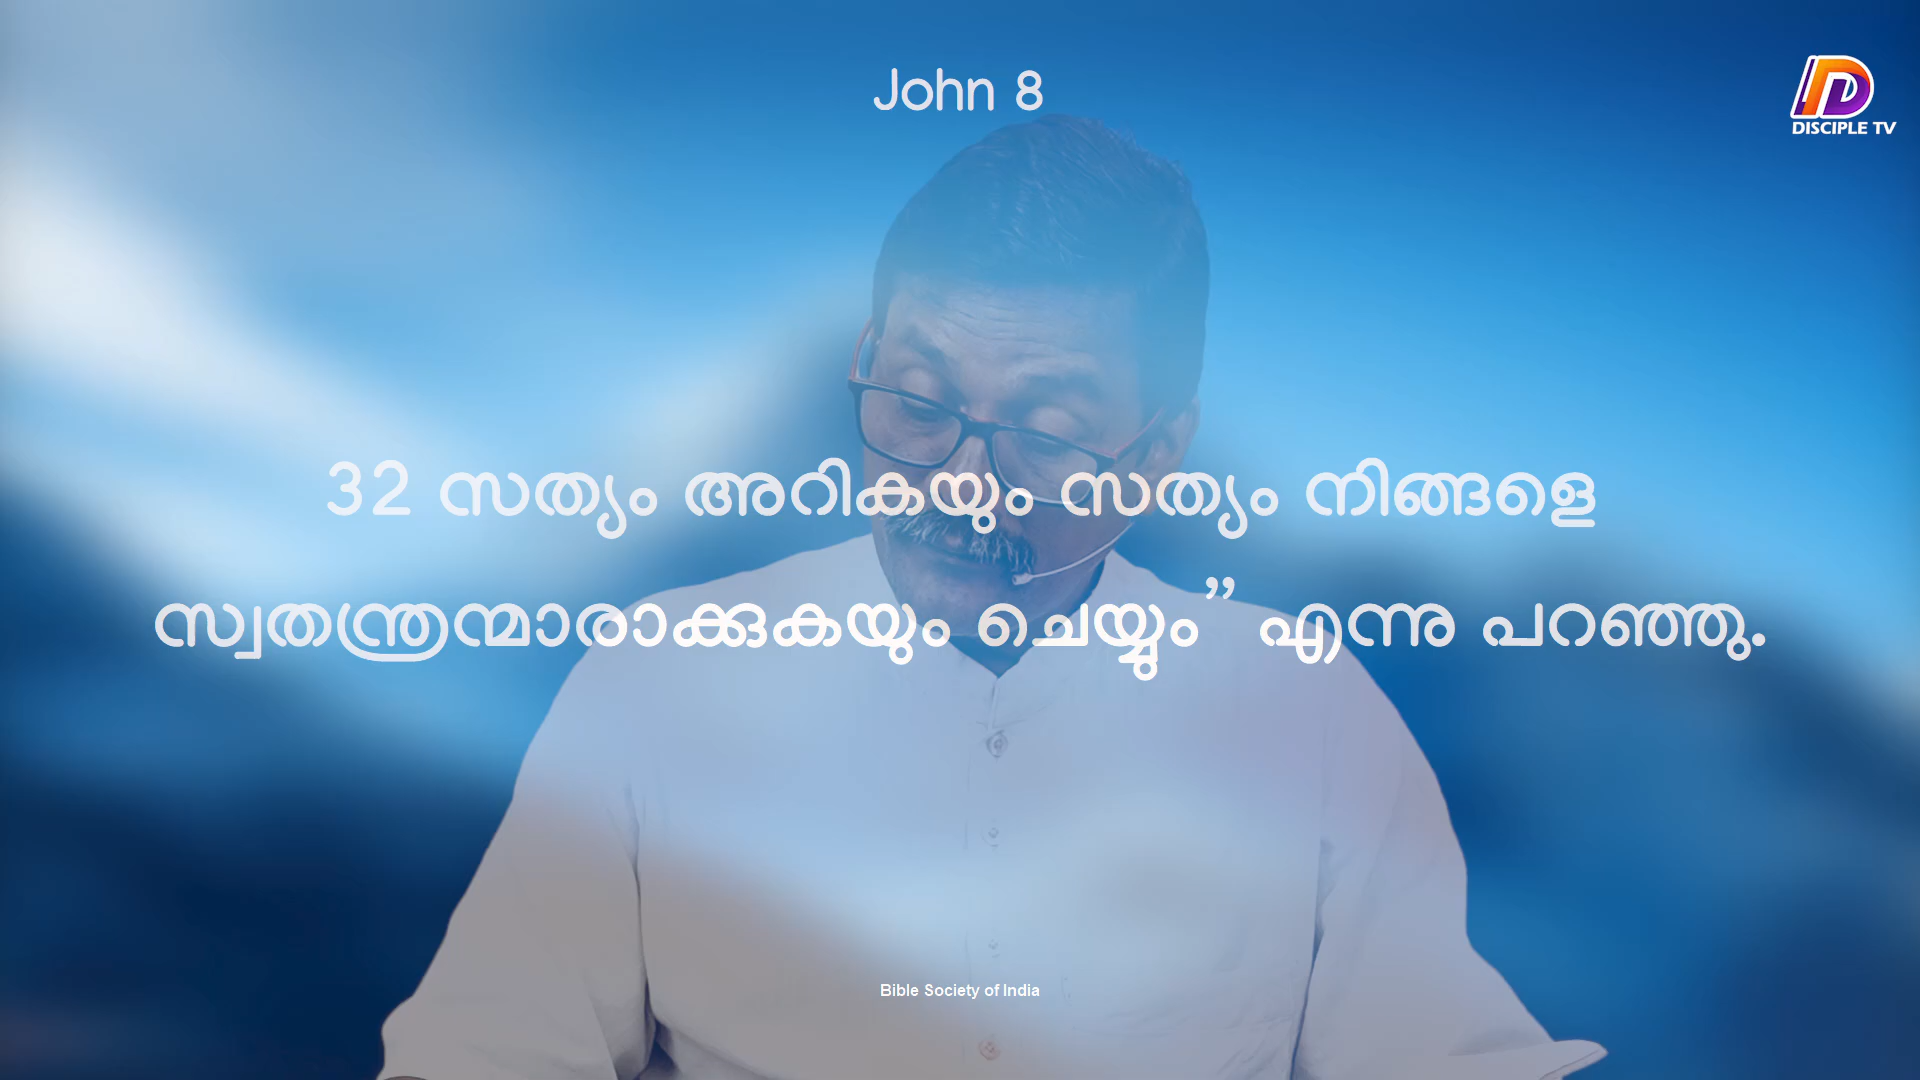 John 8
DISCIPLE TV
32 സത്യം അറികയും സത്യം നിങ്ങളെ
സ്വതന്ത്രന്മാരാക്കുകയും ചെയ്യും” എന്നു പറഞ്ഞു.
Bible Society of India